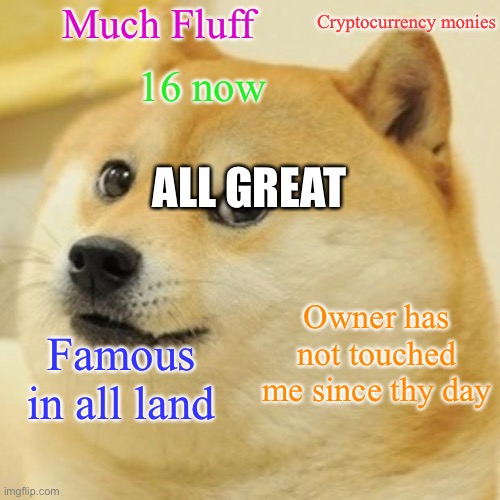 Much Fluff
Cryptocurrency monies
16 now
ALL GREAT
Owner has
not touched
me since thy day
Famous
in all land
imgflip.com